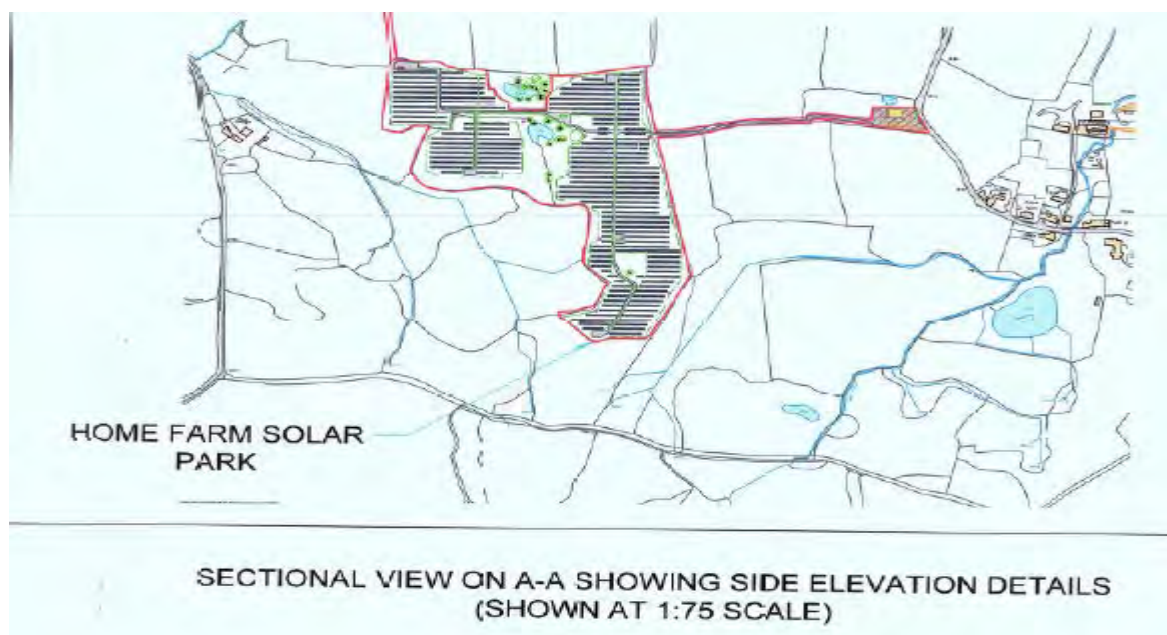 HOME FARM SOLAR
PARK
SECTIONAL VIEW ON A-A SHOWING SIDE ELEVATION DETAILS
(SHOWN AT 1:75 SCALE)